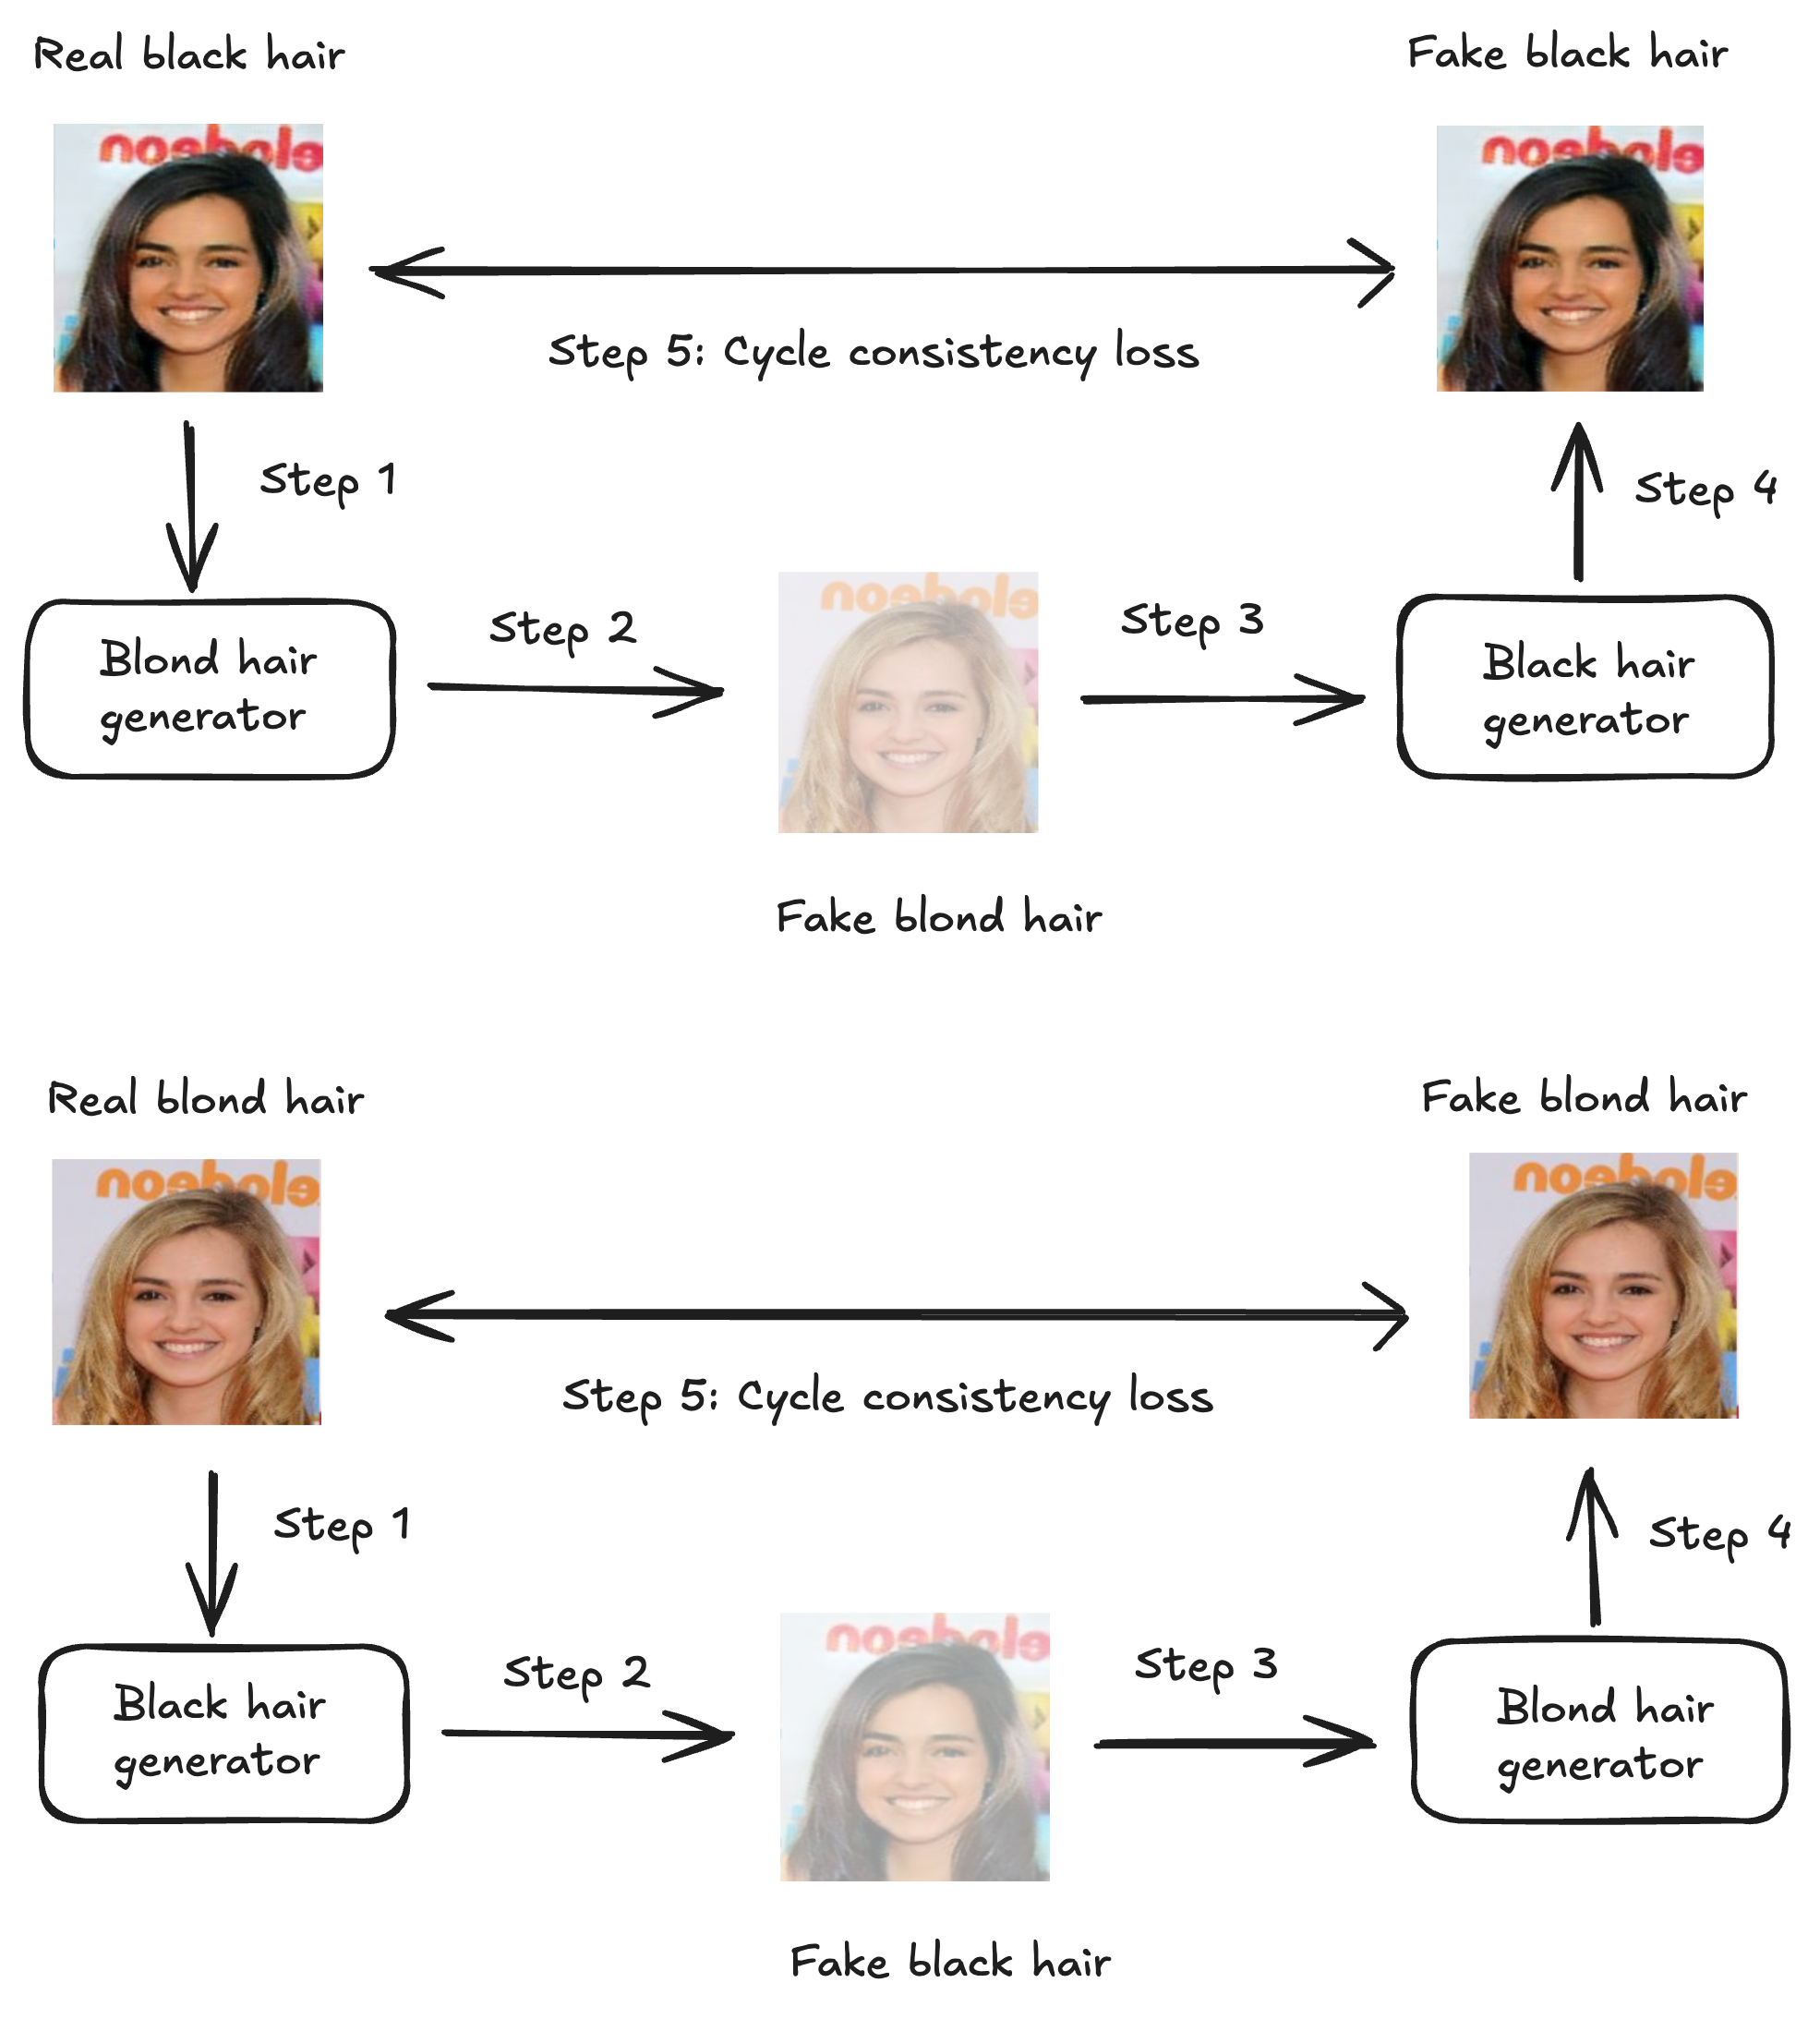 Real black hair
Fake black hair
noebole
noebole
Step 5: Cycle consistency loss
Step 1
Step 4
Step 2
Step 3
Blond hair
generator
Black hair
generator
Fake blond hair
Real blond hair
Fake blond hair
Step 5: Cycle consistency loss
Step 1
Step 4
Step 2
Step 3
Black hair
generator
Blond hair
generator
Fake black hair